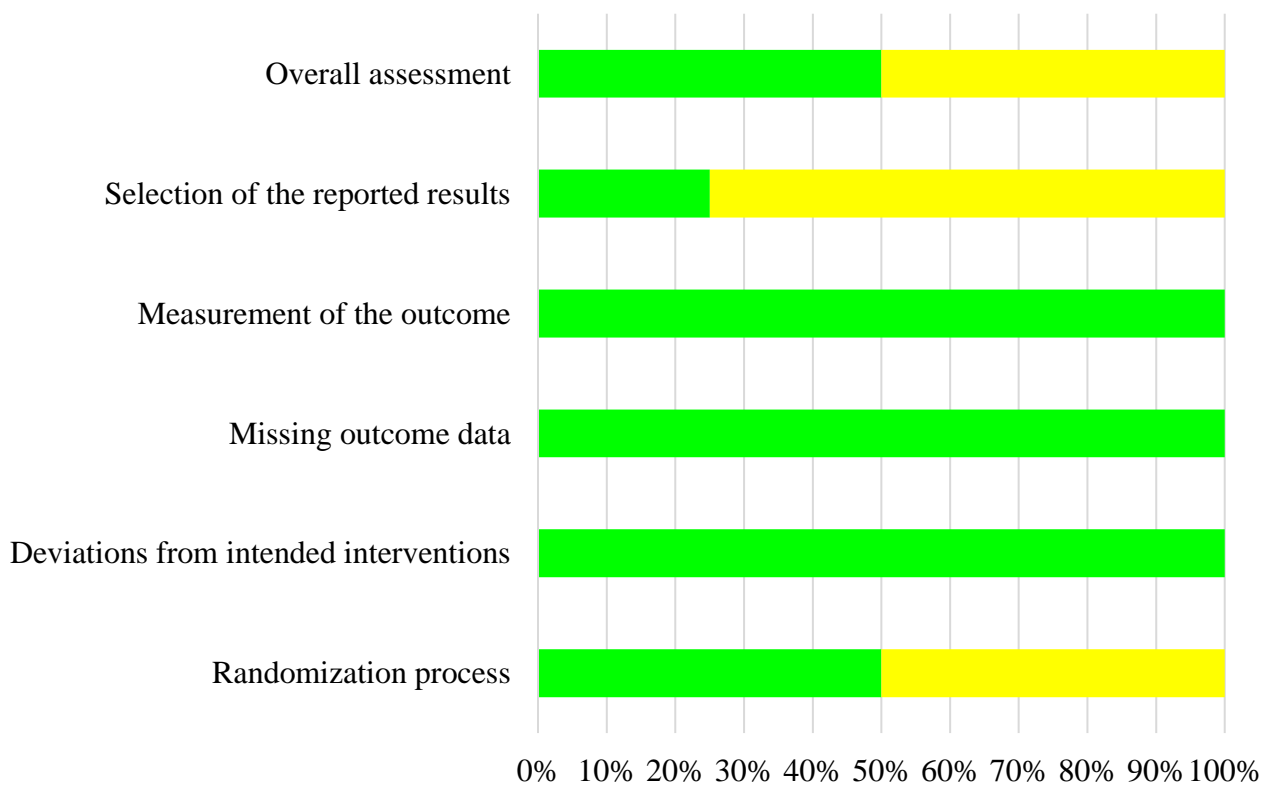 Overall assessment
Selection of the reported results
Measurement of the outcome
Missing outcome data
Deviations from intended interventions
Randomization process
0% 10% 20% 30% 40% 50% 60% 70% 80% 90% 100%